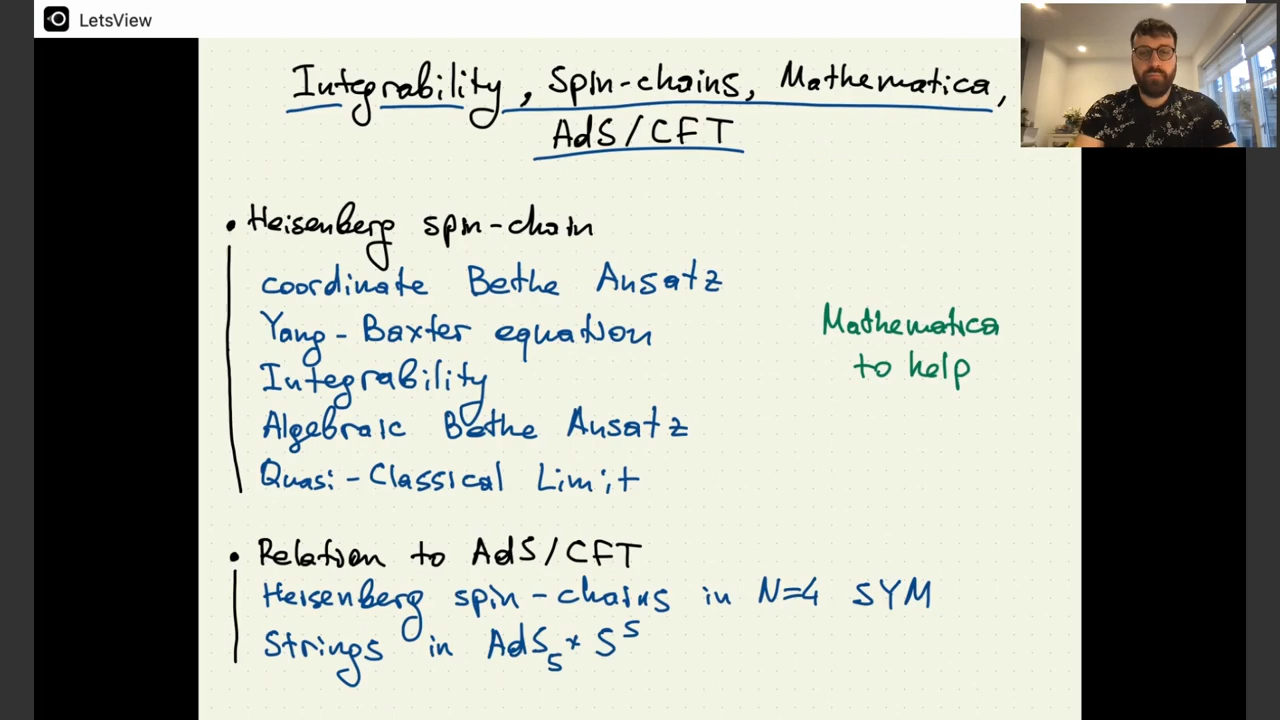 LetsView
Integrability, Spin-chains, Mathematica,
AdS/CFT
• Heisenberg spin-chain
coordinate Bethe Ansatz
Yang-Baxter equation
Integrability
Algebraic Bethe Ansatz
Quasi-Classical Limit
Mathematica
to help
• Relation to AdS/CFT
Heisenberg spin-chains in N=4 SYM
Strings in AdS₅ × S⁵